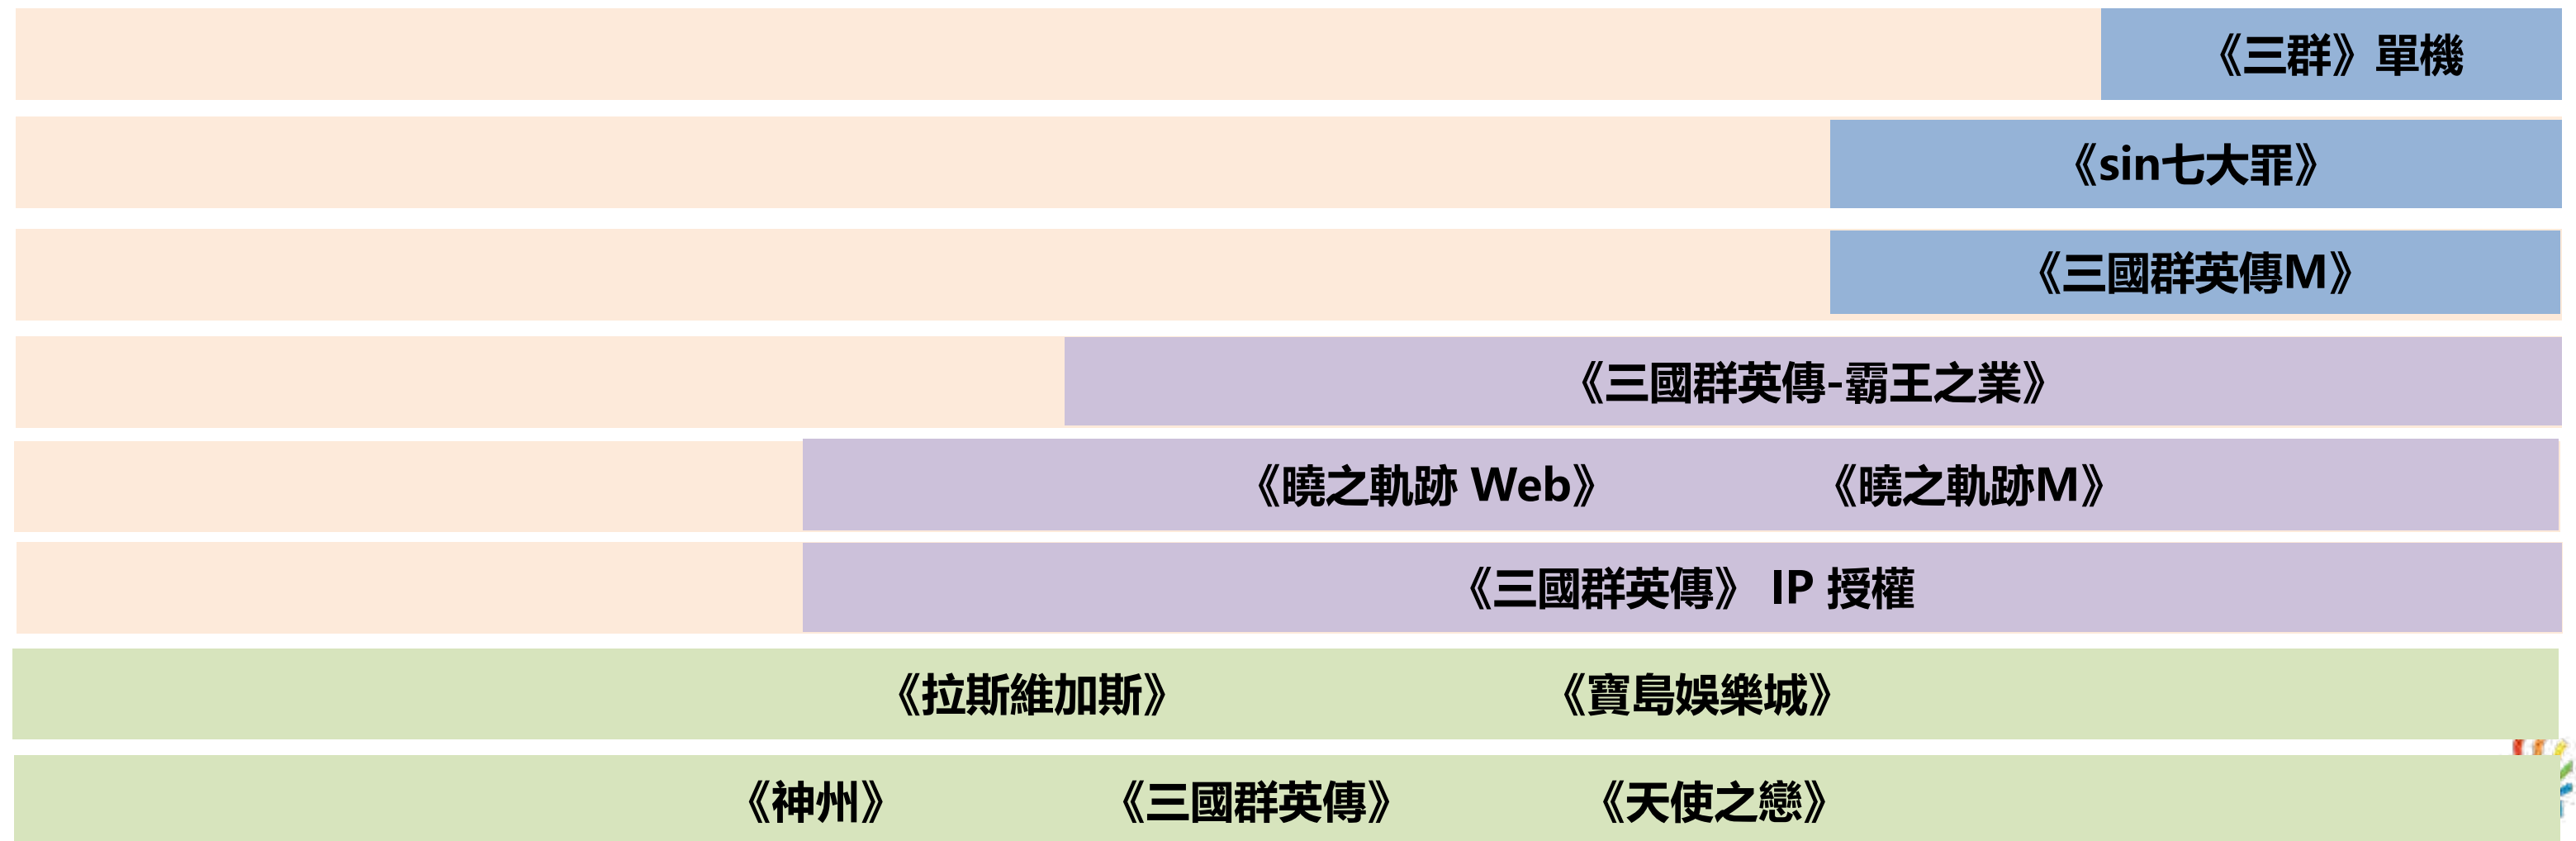 《三群》單機
《sin七大罪》
《三國群英傳M》
《三國群英傳-霸王之業》
《曉之軌跡 Web》 《曉之軌跡M》
《三國群英傳》 IP 授權
《拉斯維加斯》 《寶島娛樂城》
《神州》 《三國群英傳》 《天使之戀》